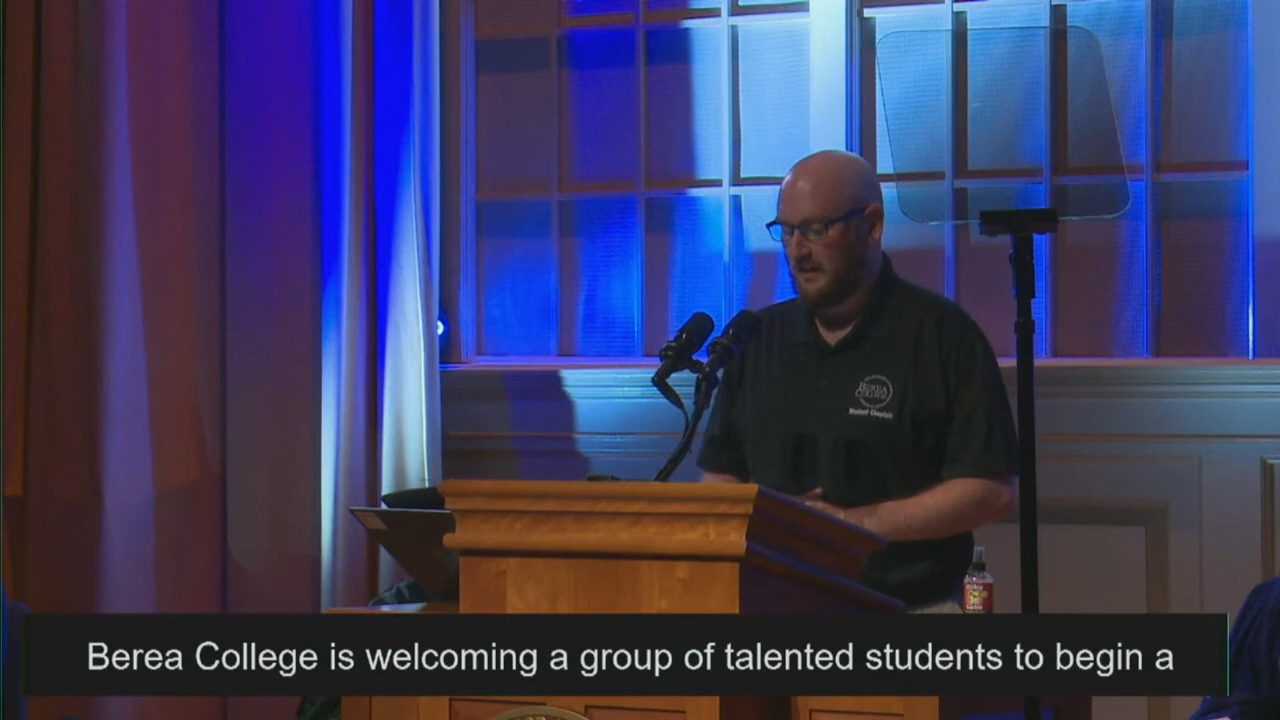 BEREA
COLLEGE
Student Chaplain
Berea College is welcoming a group of talented students to begin a